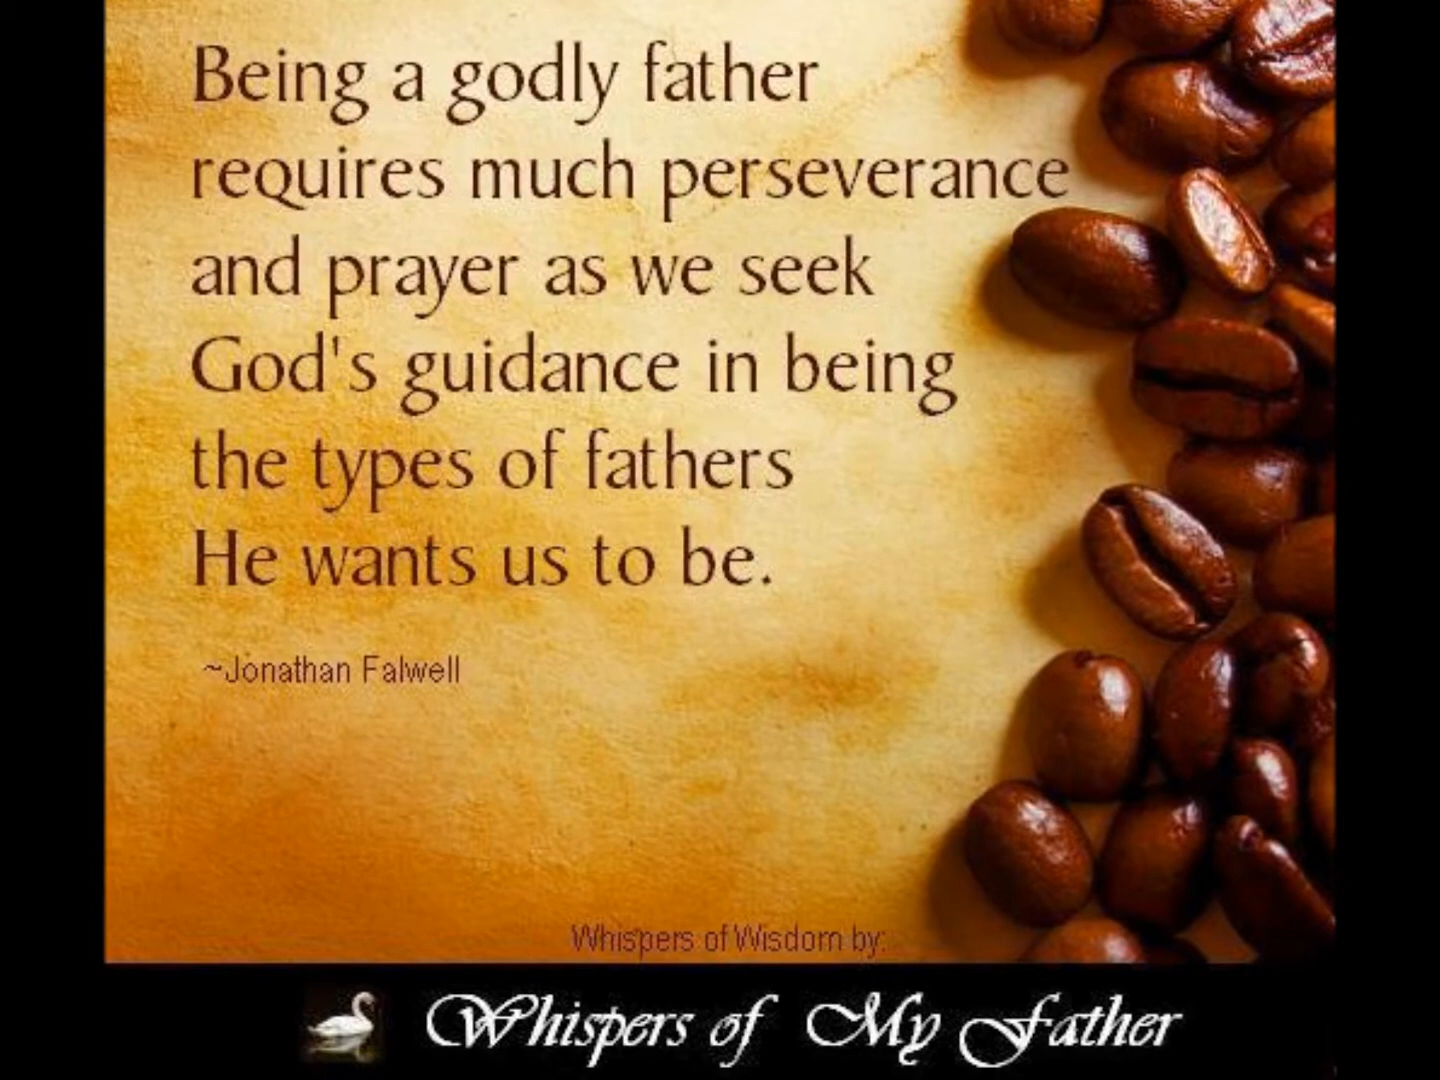 Being a godly father
requires much perseverance
and prayer as we seek
God's guidance in being
the types of fathers
He wants us to be.
~Jonathan Falwell
Whispers of Wisdom by:
Whispers of My Father